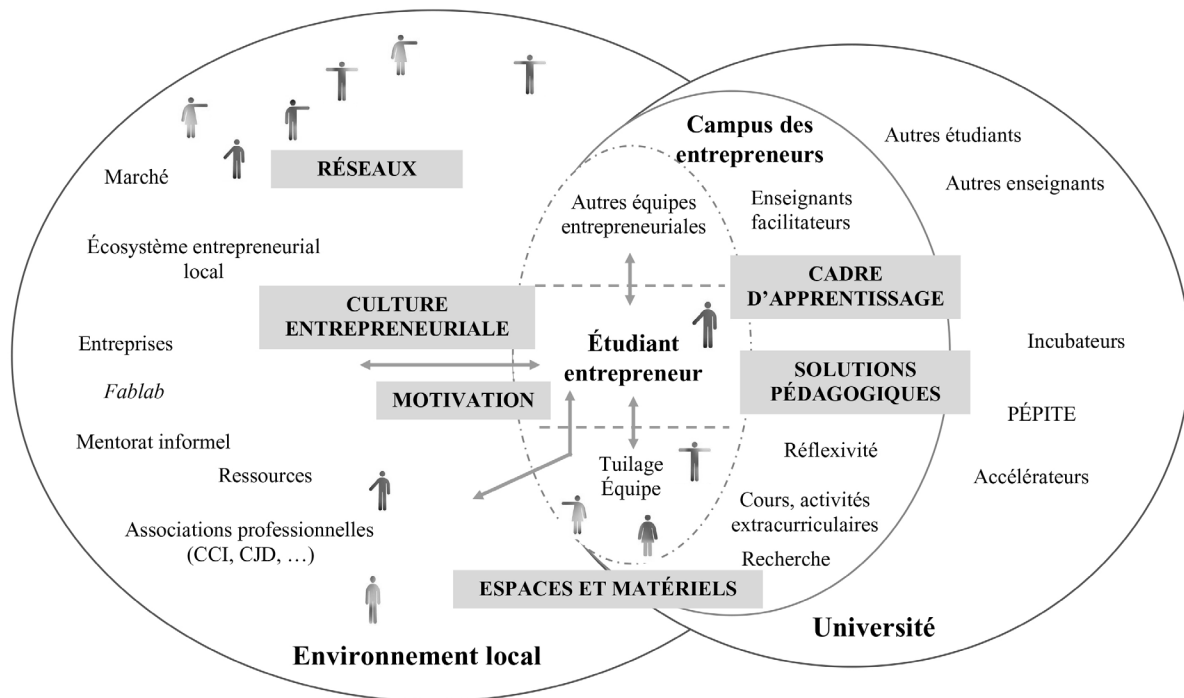 Campus des
entrepreneurs
Autres étudiants
RÉSEAUX
Marché
Autres enseignants
Autres équipes
entrepreneuriales
Enseignants
facilitateurs
Écosystème entrepreneurial
local
CADRE
D’APPRENTISSAGE
CULTURE
ENTREPRENEURIALE
Étudiant
entrepreneur
Entreprises
Incubateurs
SOLUTIONS
PÉDAGOGIQUES
Fablab
MOTIVATION
PÉPITE
Mentorat informel
Réflexivité
Ressources
Tuilage
Équipe
Accélérateurs
Cours, activités
extracurriculaires
Associations professionnelles
(CCI, CJD, …)
Recherche
ESPACES ET MATÉRIELS
Université
Environnement local